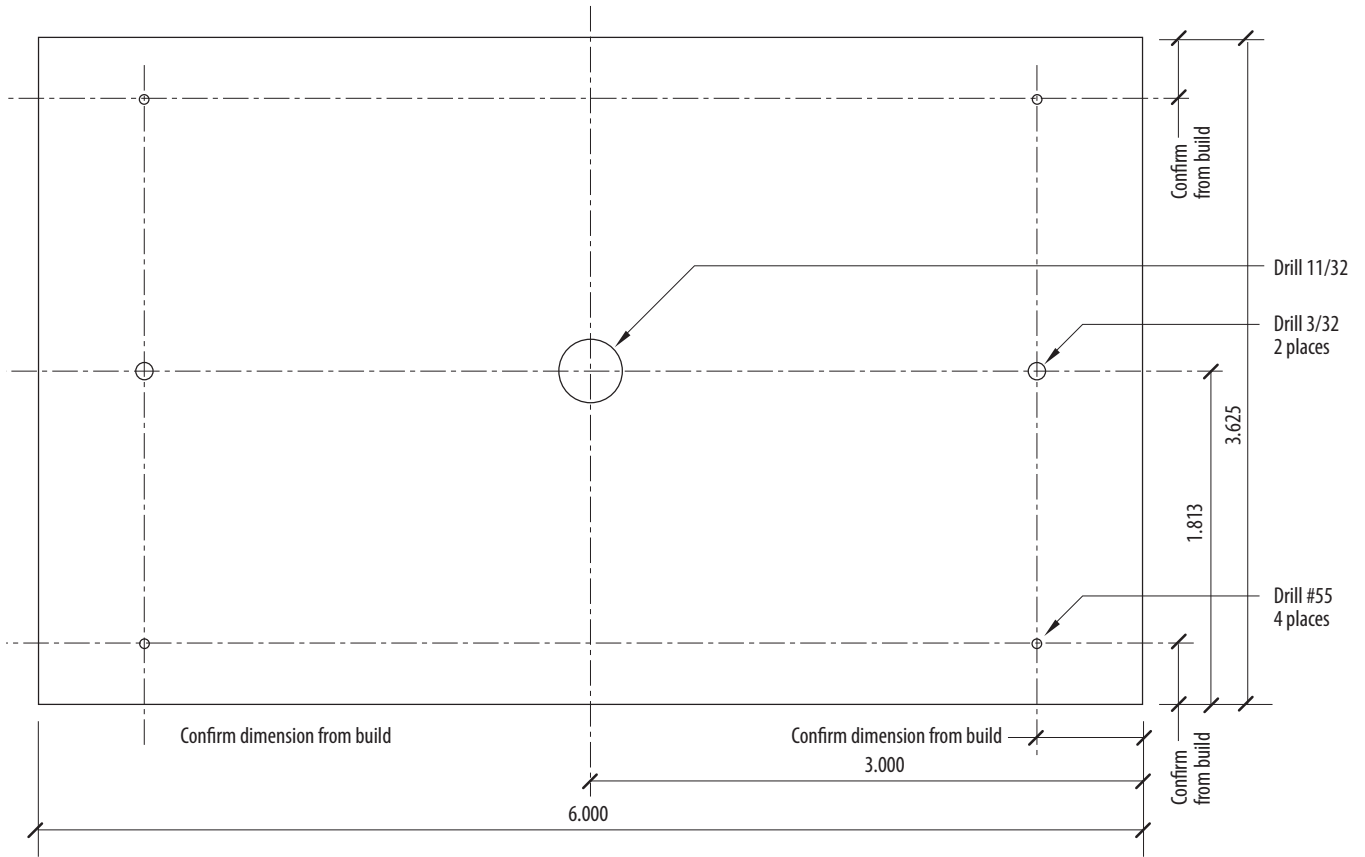 Confirm
from build
Drill 11/32
Drill 3/32
2 places
3.625
1.813
Drill #55
4 places
Confirm dimension from build
Confirm dimension from build
3.000
Confirm
from build
6.000